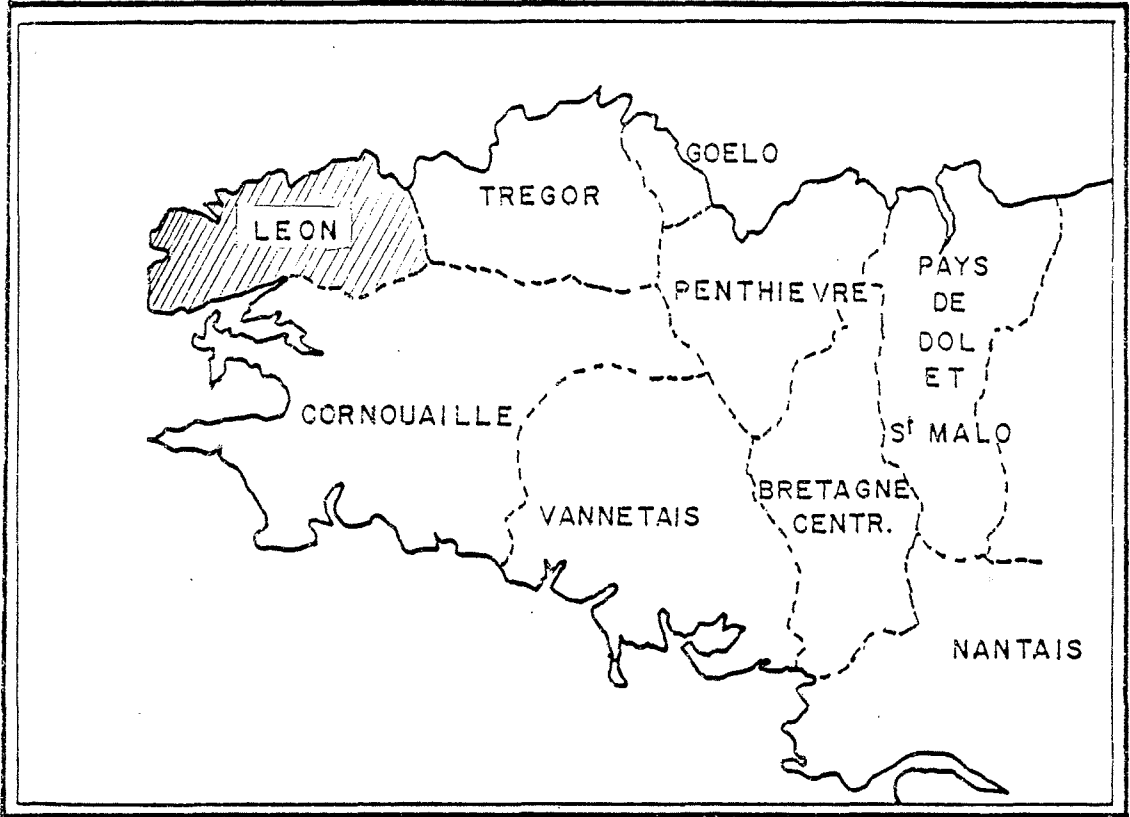 GOELO
TREGOR
LEON
PAYS
DE
DOL
ET
St MALO
PENTHIEVRE
CORNOUAILLE
BRETAGNE
CENTR.
VANNETAIS
NANTAIS